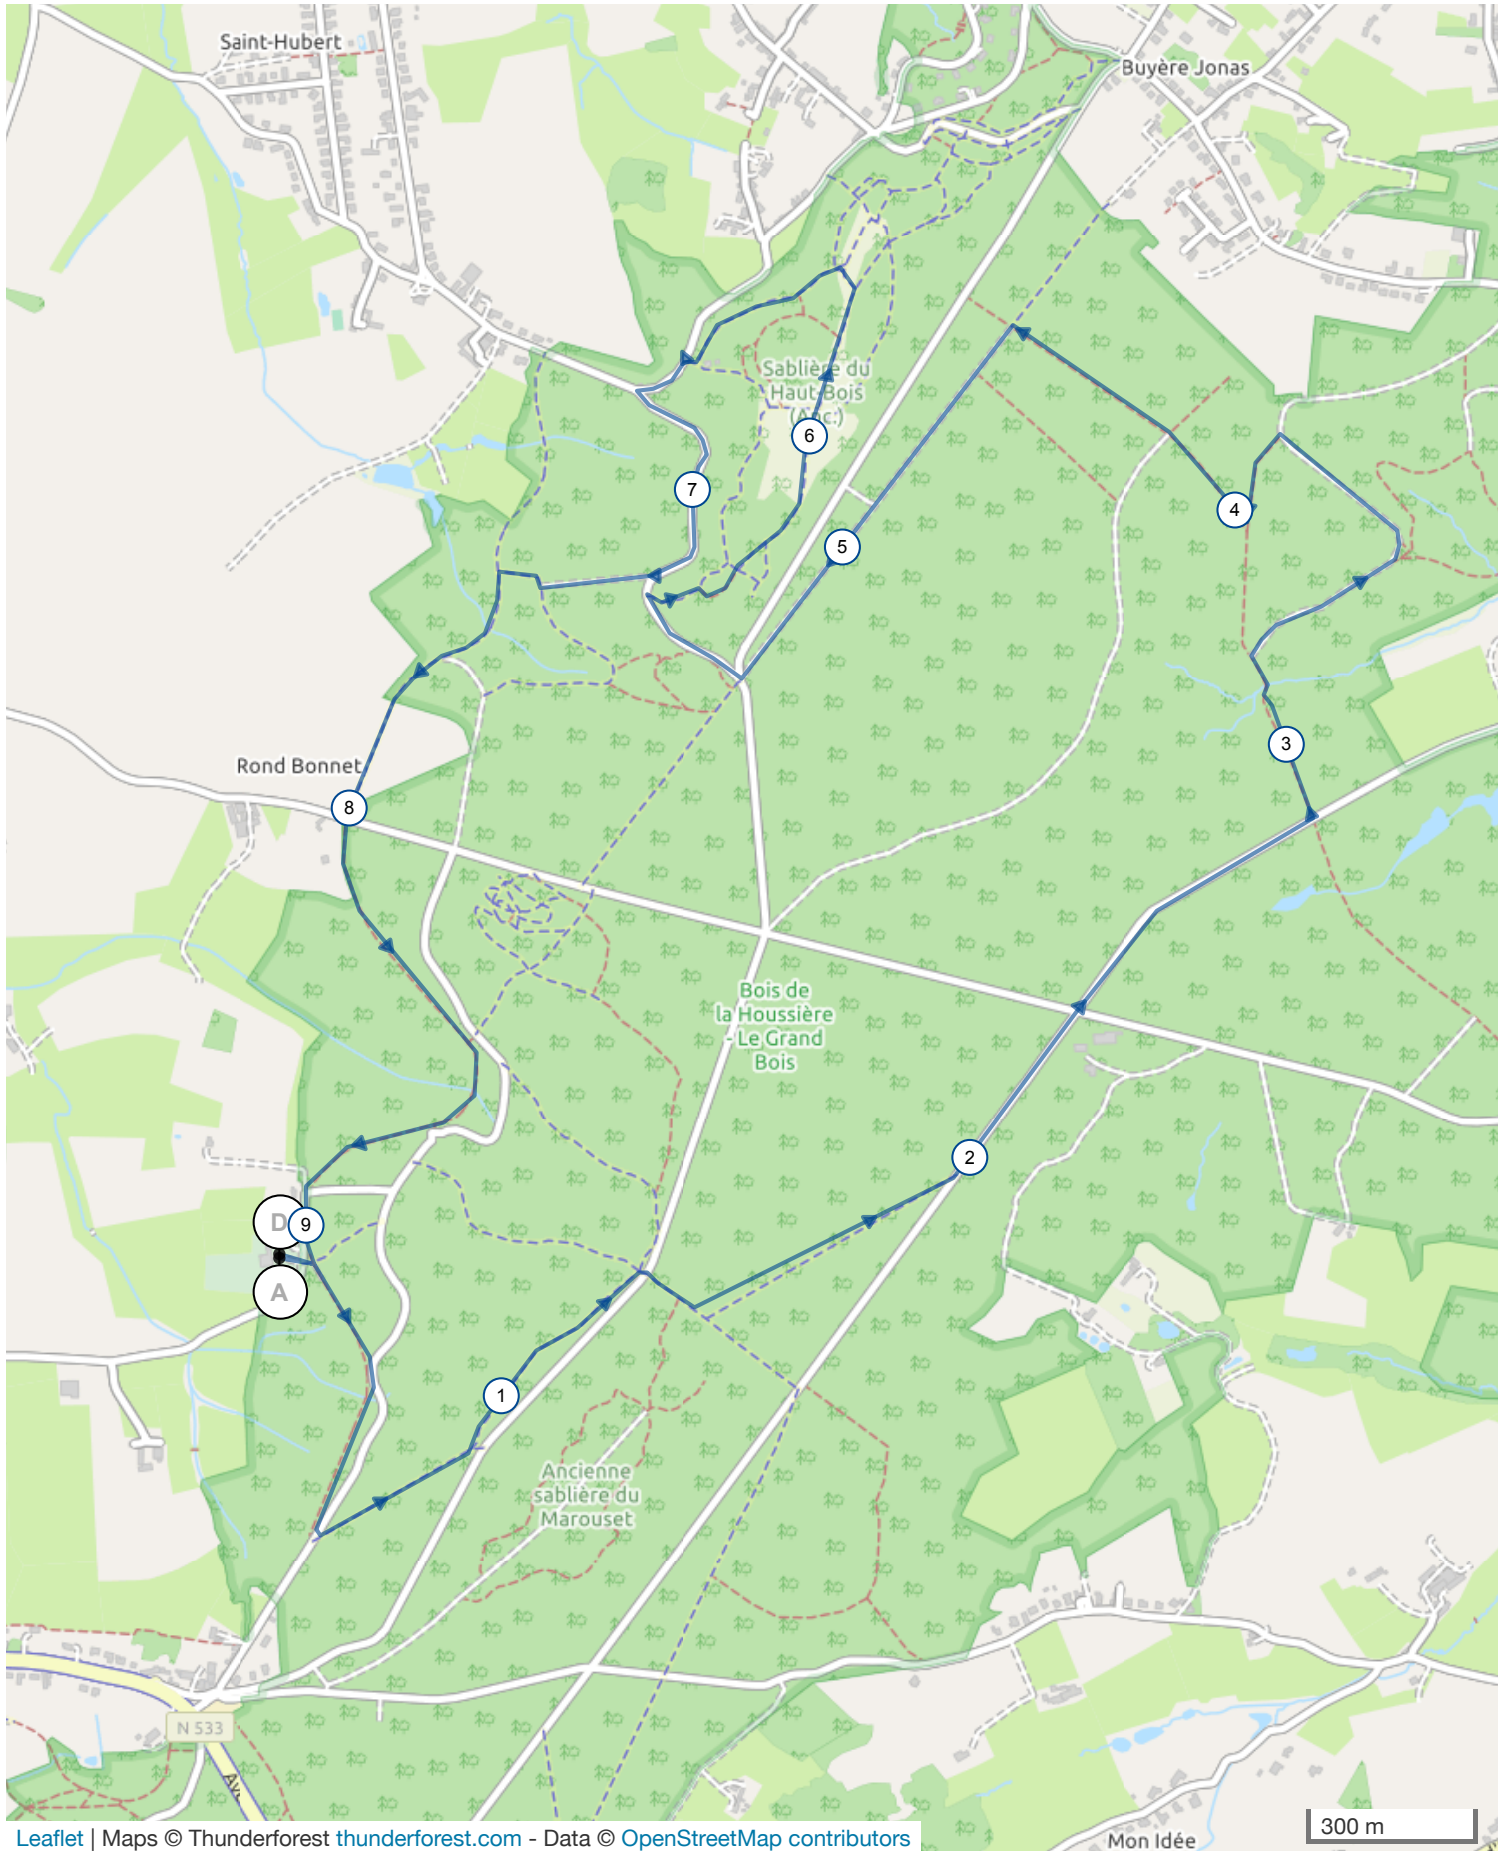 Saint-Hubert
Buyère Jonas
Sablière du
Haut Bois
(Anc.)
6
7
4
5
3
Rond Bonnet
8
Bois de
la Houssière
- Le Grand
Bois
2
D
9
A
1
Ancienne
sablière du
Marouset
N 533
Ave
300 m
Leaflet | Maps © Thunderforest thunderforest.com - Data © OpenStreetMap contributors
Mon Idée